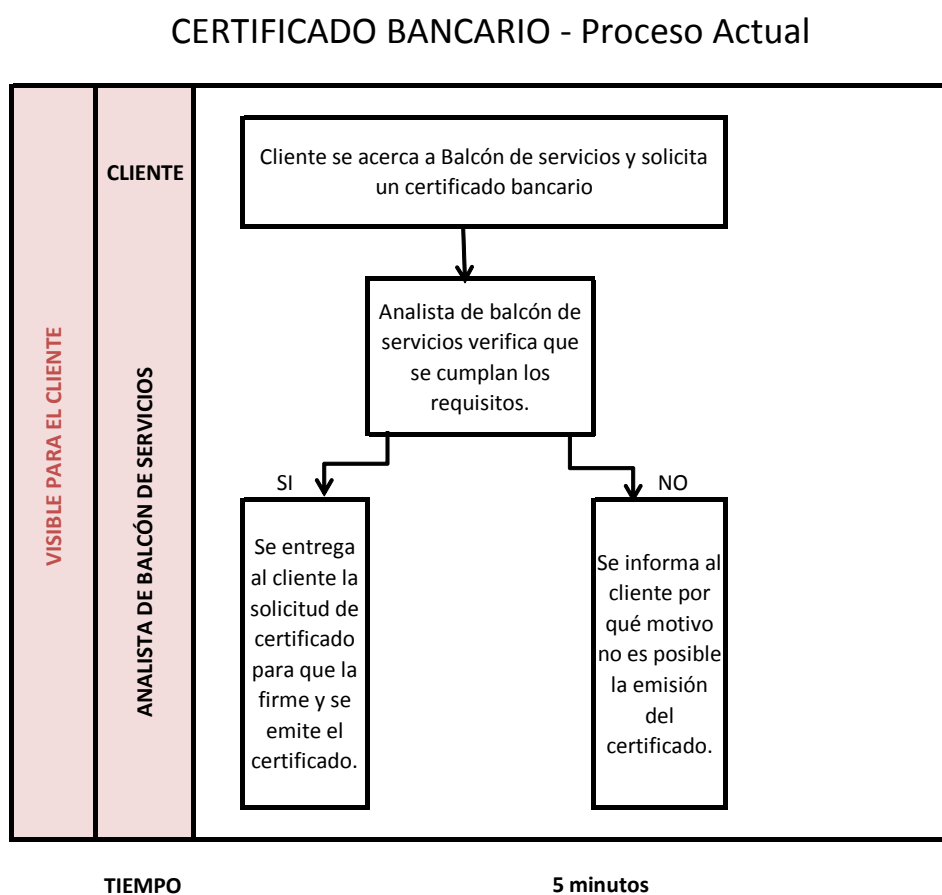 CERTIFICADO BANCARIO - Proceso Actual
VISIBLE PARA EL CLIENTE
CLIENTE
Cliente se acerca a Balcón de servicios y solicita
un certificado bancario
ANALISTA DE BALCÓN DE SERVICIOS
Analista de balcón de
servicios verifica que
se cumplan los
requisitos.
SI
NO
Se entrega
al cliente la
solicitud de
certificado
para que la
firme y se
emite el
certificado.
Se informa al
cliente por
qué motivo
no es posible
la emisión
del
certificado.
TIEMPO
5 minutos